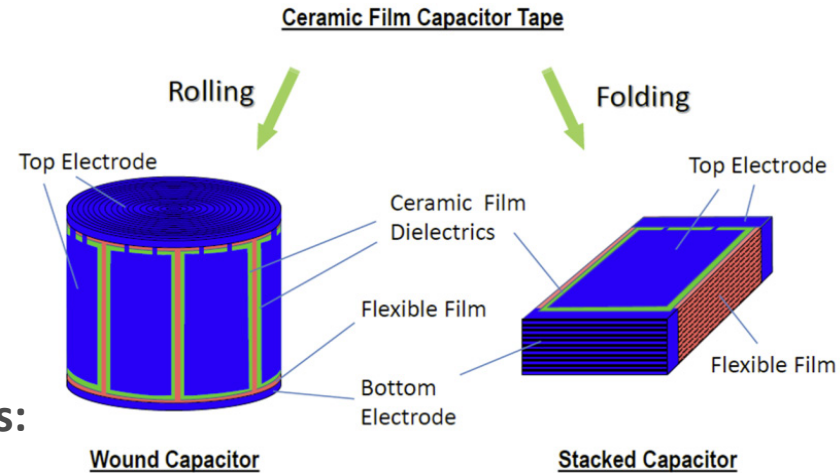 Ceramic Film Capacitor Tape
Rolling
Folding
Top Electrode
Top Electrode
Ceramic Film
Dielectrics
Flexible Film
Flexible Film
Bottom
Electrode
s:
Wound Capacitor
Stacked Capacitor